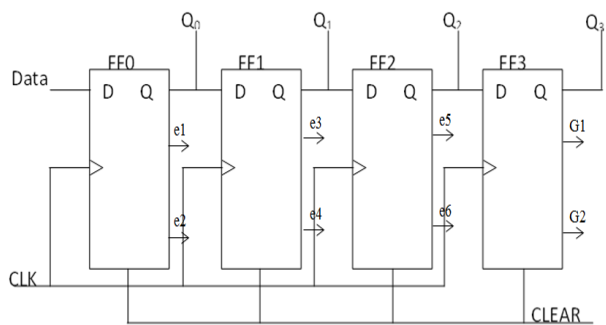 Q0 Q1 Q2 Q3
FF0 FF1 FF2 FF3
Data
D Q D Q D Q D Q
e1 e3 e5 G1
e2 e4 e6 G2
CLK
CLEAR